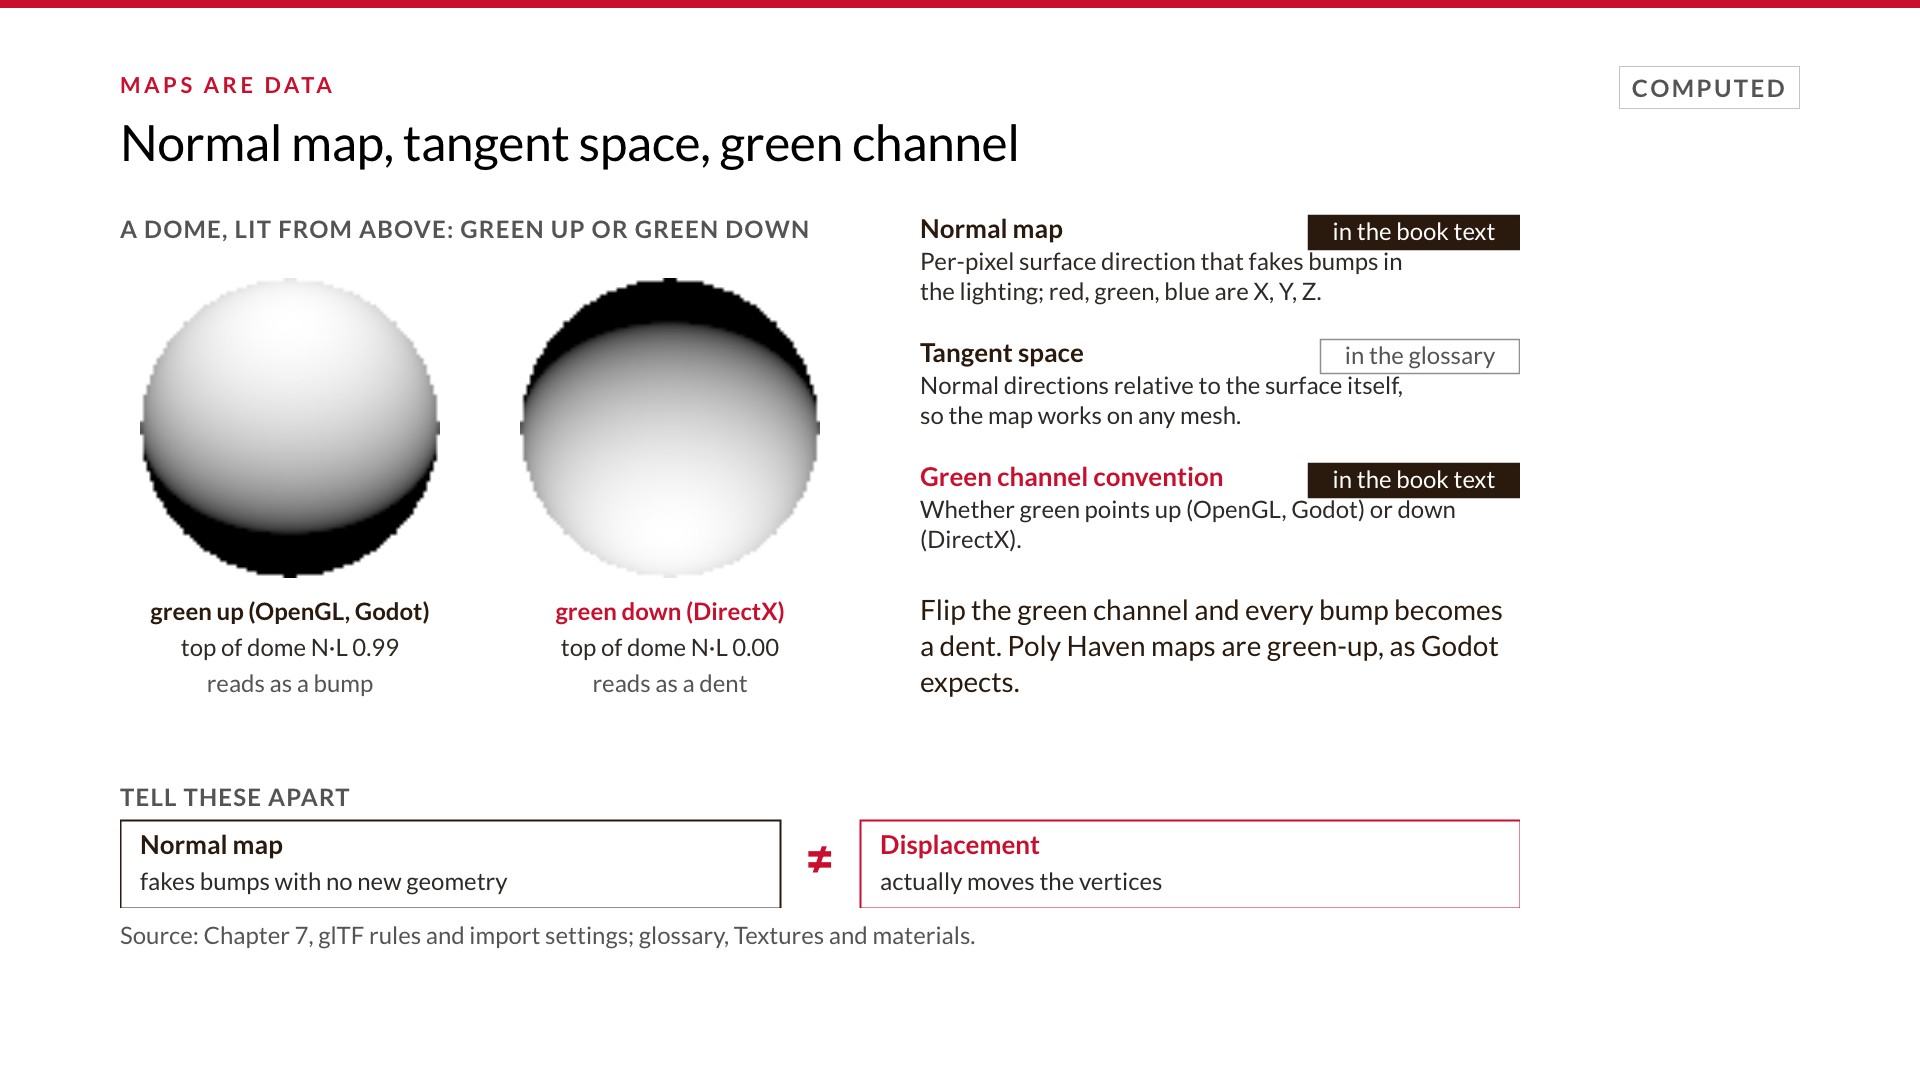 MAPS ARE DATA
COMPUTED
Normal map, tangent space, green channel
A DOME, LIT FROM ABOVE: GREEN UP OR GREEN DOWN
green up (OpenGL, Godot)
top of dome N·L 0.99
reads as a bump
green down (DirectX)
top of dome N·L 0.00
reads as a dent
Normal map
in the book text
Per-pixel surface direction that fakes bumps in
the lighting; red, green, blue are X, Y, Z.
Tangent space
in the glossary
Normal directions relative to the surface itself,
so the map works on any mesh.
Green channel convention
in the book text
Whether green points up (OpenGL, Godot) or down
(DirectX).
Flip the green channel and every bump becomes
a dent. Poly Haven maps are green-up, as Godot
expects.
TELL THESE APART
Normal map
fakes bumps with no new geometry
≠
Displacement
actually moves the vertices
Source: Chapter 7, glTF rules and import settings; glossary, Textures and materials.